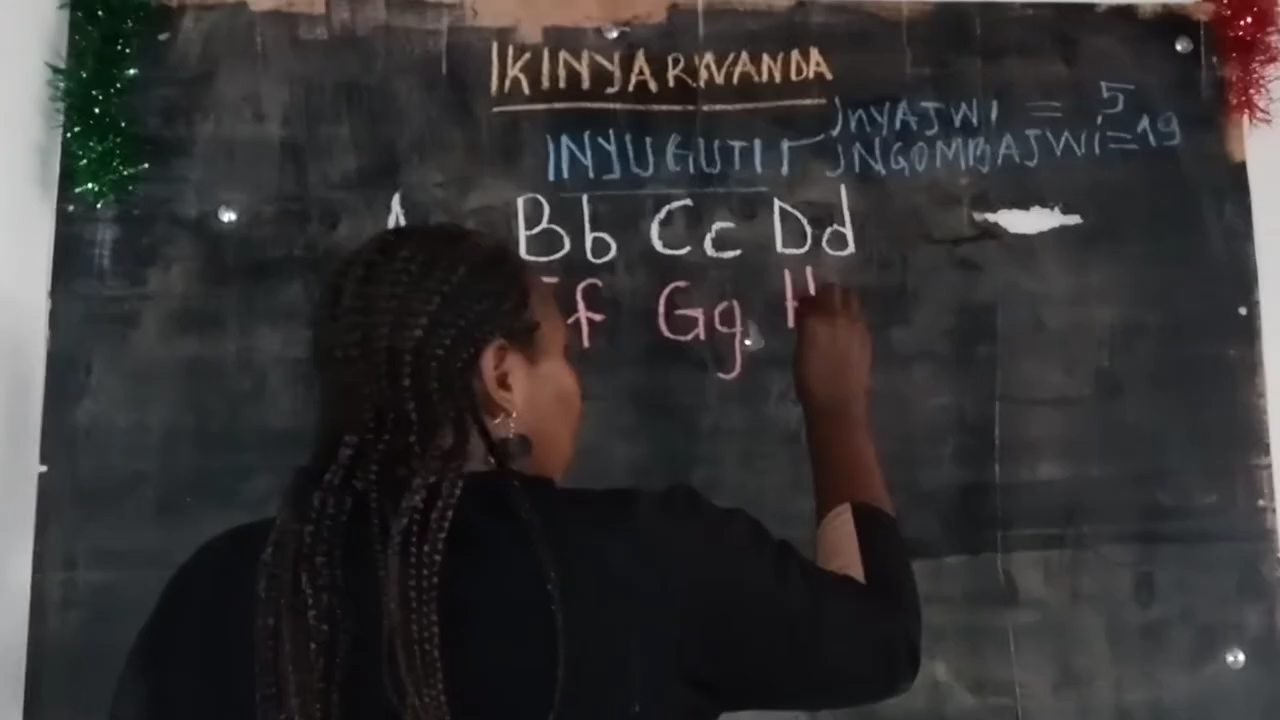 IKINYARWANDA
INYUGUTI
INYAJWI = 5
INGOMBAJWI=19
A Bb Cc Dd
f Gg H